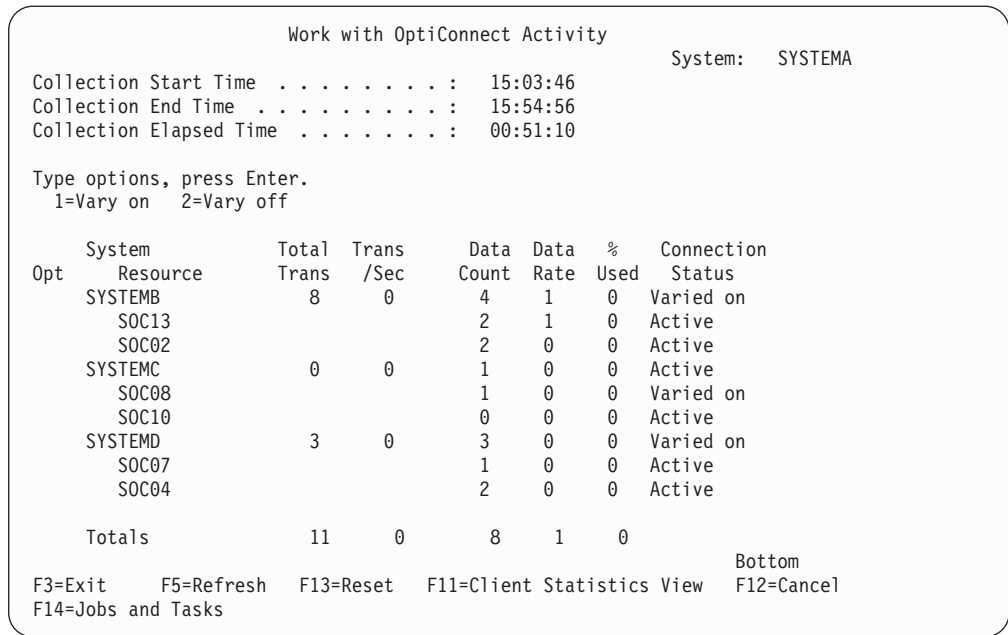 Work with OptiConnect Activity
System: SYSTEMA
Collection Start Time . . . . . . . . : 15:03:46
Collection End Time . . . . . . . . . : 15:54:56
Collection Elapsed Time . . . . . . . : 00:51:10
Type options, press Enter.
1=Vary on 2=Vary off
System Total Trans Data Data % Connection
Opt Resource Trans /Sec Count Rate Used Status
SYSTEMB 8 0 4 1 0 Varied on
SOC13 2 1 0 Active
SOC02 2 0 0 Active
SYSTEMC 0 0 1 0 0 Active
SOC08 1 0 0 Varied on
SOC10 0 0 0 Active
SYSTEMD 3 0 3 0 0 Varied on
SOC07 1 0 0 Active
SOC04 2 0 0 Active
Totals 11 0 8 1 0
Bottom
F3=Exit F5=Refresh F13=Reset F11=Client Statistics View F12=Cancel
F14=Jobs and Tasks